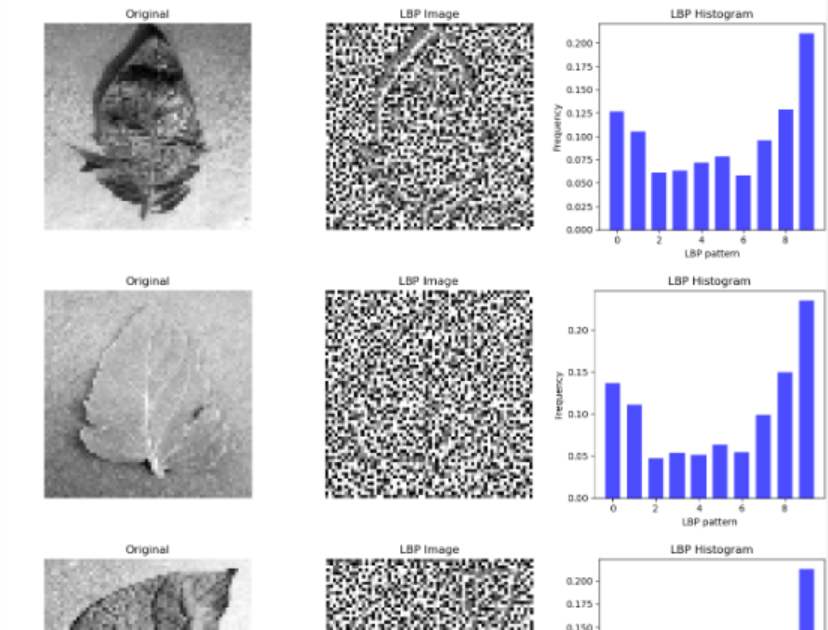 Original LBP Image LBP Histogram
0.200
0.175
0.150
0.125
0.100
0.075
0.050
0.025
0.000
Frequency
0 2 4 6 8
LBP pattern
Original LBP Image LBP Histogram
0.20
0.15
0.10
0.05
0.00
Frequency
0 2 4 6 8
LBP pattern
Original LBP Image LBP Histogram
0.200
0.175
0.150